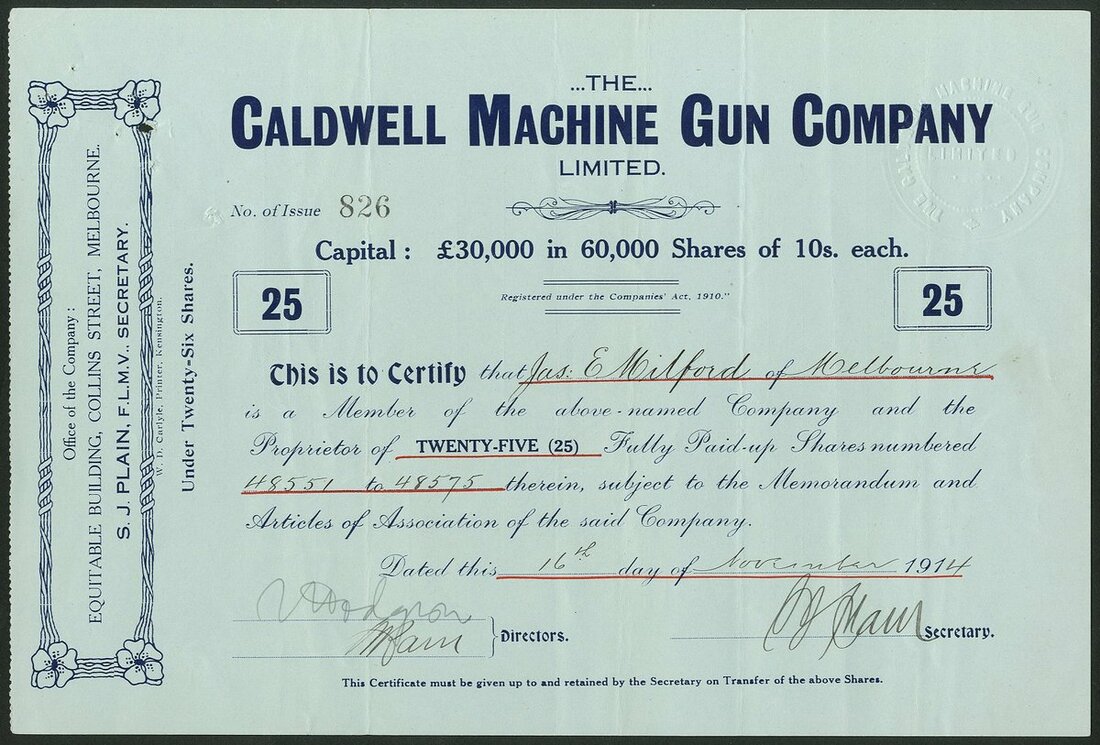 ...THE...
CALDWELL MACHINE GUN COMPANY
LIMITED.
No. of Issue 826
Capital : £30,000 in 60,000 Shares of 10s. each.
Registered under the Companies' Act, 1910."
25
25
This is to Certify that Jas: E Milford of Melbourne
is a Member of the above-named Company and the
Proprietor of TWENTY-FIVE (25) Fully Paid-up Shares numbered
48551 to 48575 therein, subject to the Memorandum and
Articles of Association of the said Company.
Dated this 16th day of November 1914
Directors.
Secretary.
This Certificate must be given up to and retained by the Secretary on Transfer of the above Shares.
Office of the Company :
EQUITABLE BUILDING, COLLINS STREET, MELBOURNE.
S. J. PLAIN, F.L.M.V., SECRETARY.
W. D. Carlyle, Printer, Kensington.
Under Twenty-Six Shares.
THE CALDWELL MACHINE GUN COMPANY
LIMITED